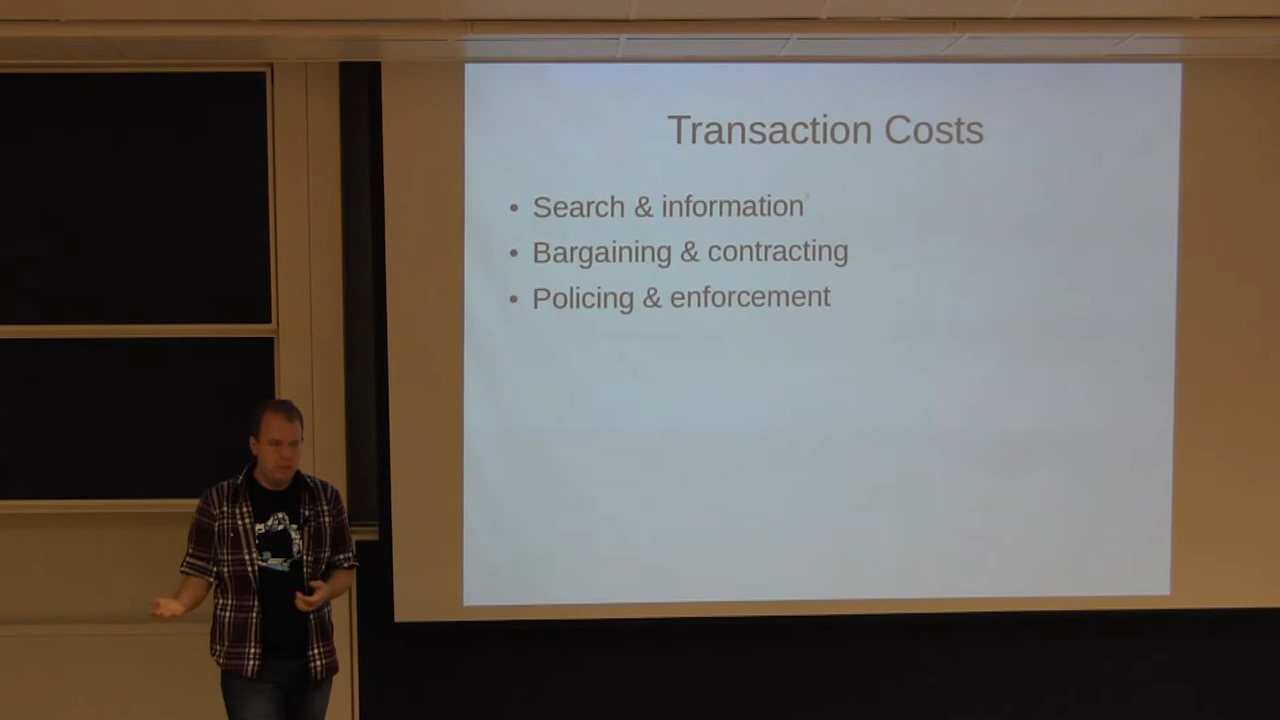 Transaction Costs
• Search & information
• Bargaining & contracting
• Policing & enforcement